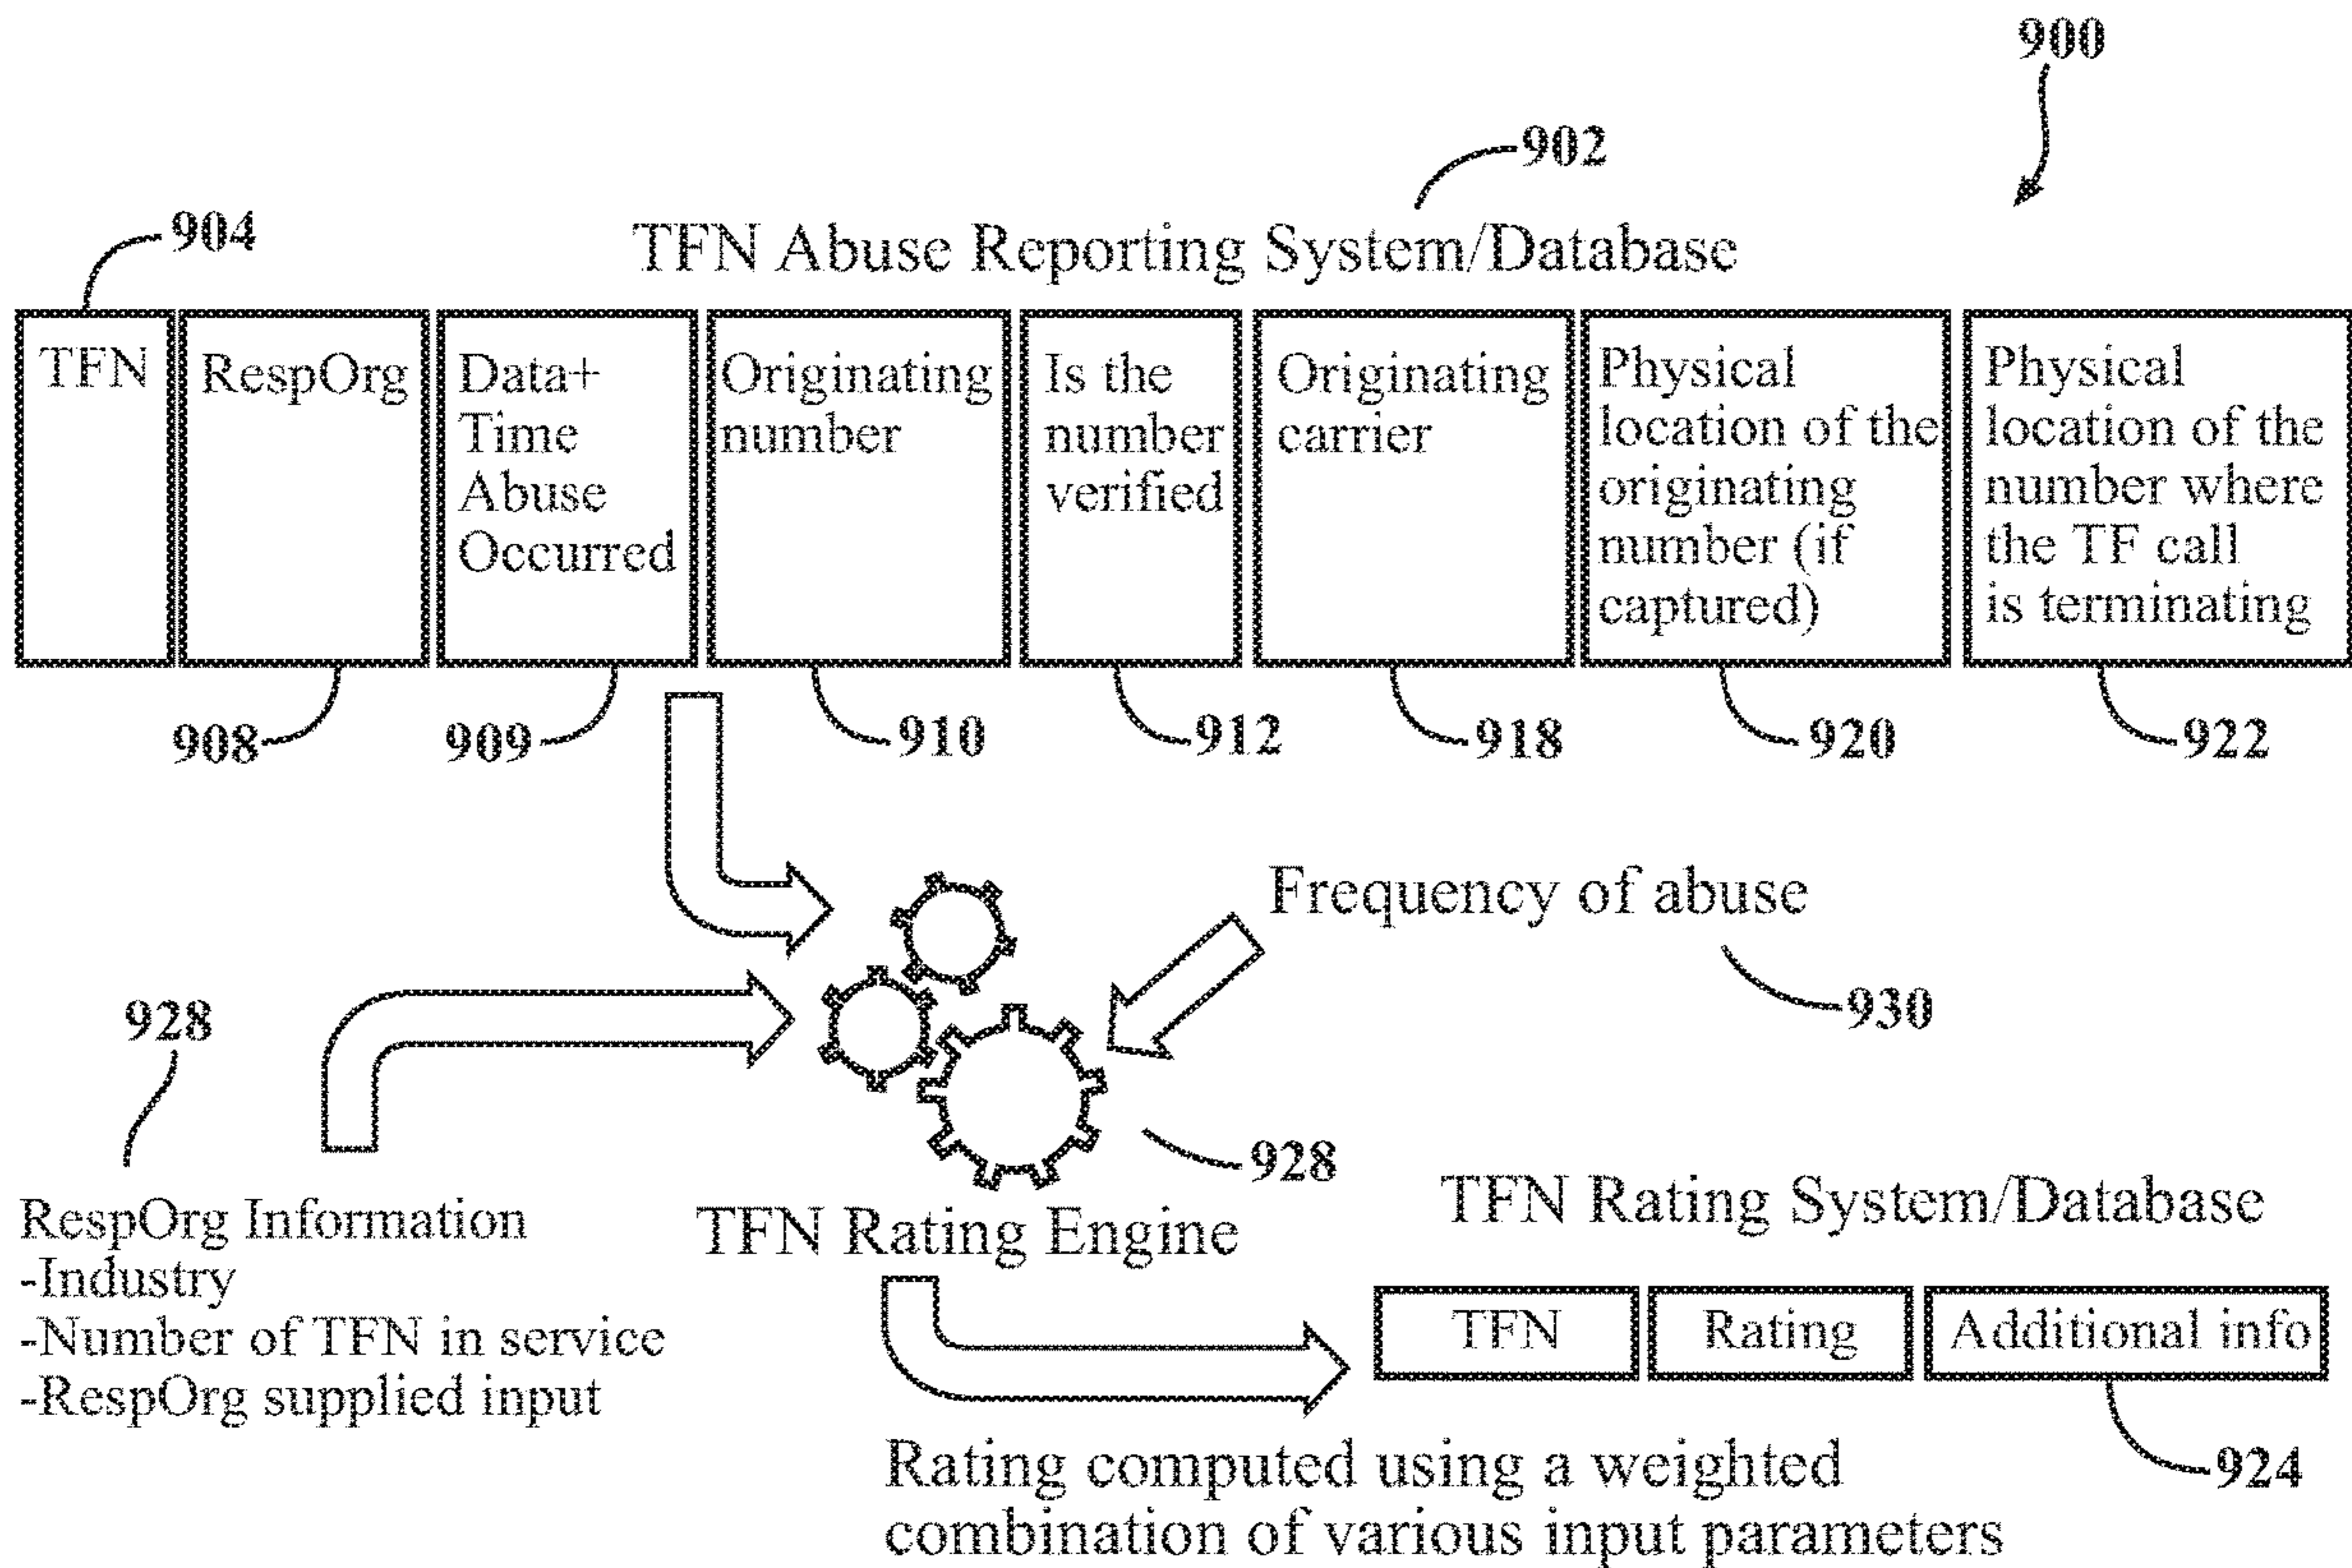 900
902
904
TFN Abuse Reporting System/Database
TFN
RespOrg
Data+
Time
Abuse
Occurred
Originating
number
Is the
number
verified
Originating
carrier
Physical
location of the
originating
number (if
captured)
Physical
location of the
number where
the TF call
is terminating
908
909
910
912
918
920
922
Frequency of abuse
930
928
RespOrg Information
-Industry
-Number of TFN in service
-RespOrg supplied input
928
TFN Rating Engine
TFN Rating System/Database
TFN
Rating
Additional info
924
Rating computed using a weighted
combination of various input parameters